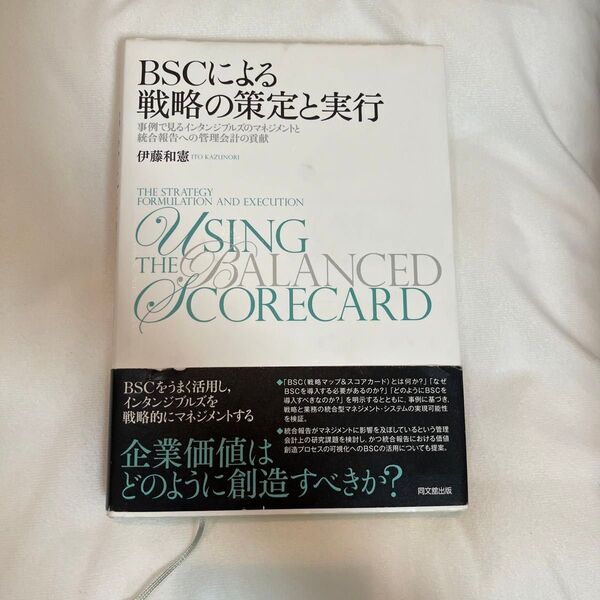 BSCによる
戦略の策定と実行
事例で見るインタンジブルズのマネジメントと
統合報告への管理会計の貢献
伊藤和憲 ITO KAZUNORI
THE STRATEGY
FORMULATION AND EXECUTION
USING
THE BALANCED
SCORECARD
BSCをうまく活用し,
インタンジブルズを
戦略的にマネジメントする
企業価値は
どのように創造すべきか?
●「BSC(戦略マップ&スコアカード)とは何か?」「なぜ
BSCを導入する必要があるのか?」「どのようにBSCを
導入すべきなのか?」を明示するとともに, 事例に基づき,
戦略と業務の統合型マネジメント・システムの実現可能性
を検証。
●統合報告がマネジメントに影響を及ぼしているという管理
会計上の研究課題を検討し, かつ統合報告における価値
創造プロセスの可視化へのBSCの活用についても提案。
同文舘出版